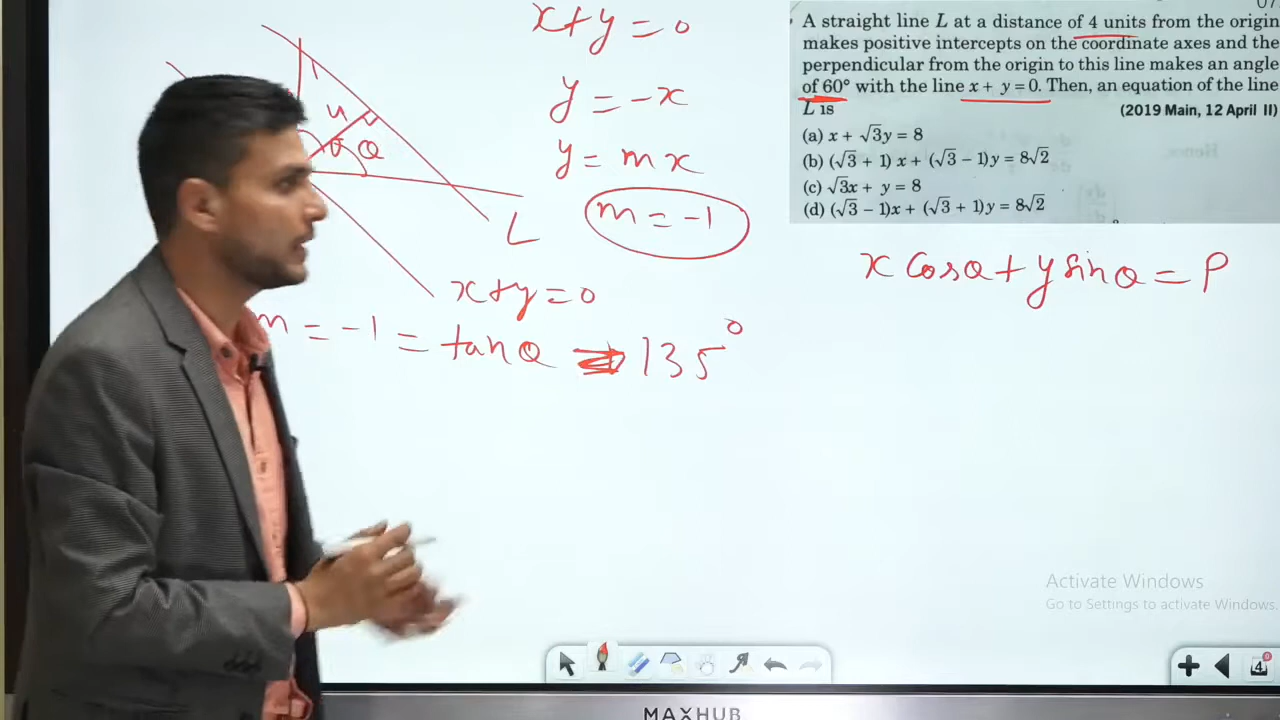 x + y = 0
y = -x
y = mx
m = -1
L
x+y=0
m = -1 = tanθ 135°
4
θ
x cosθ + y sinθ = P
A straight line L at a distance of 4 units from the origin
makes positive intercepts on the coordinate axes and the
perpendicular from the origin to this line makes an angle
of 60° with the line x + y = 0. Then, an equation of the line
L is (2019 Main, 12 April II)
(a) x + √3y = 8
(b) (√3 + 1) x + (√3 − 1)y = 8√2
(c) √3x + y = 8
(d) (√3 − 1)x + (√3 + 1)y = 8√2
Activate Windows
Go to Settings to activate Windows.
4
MAXHUB